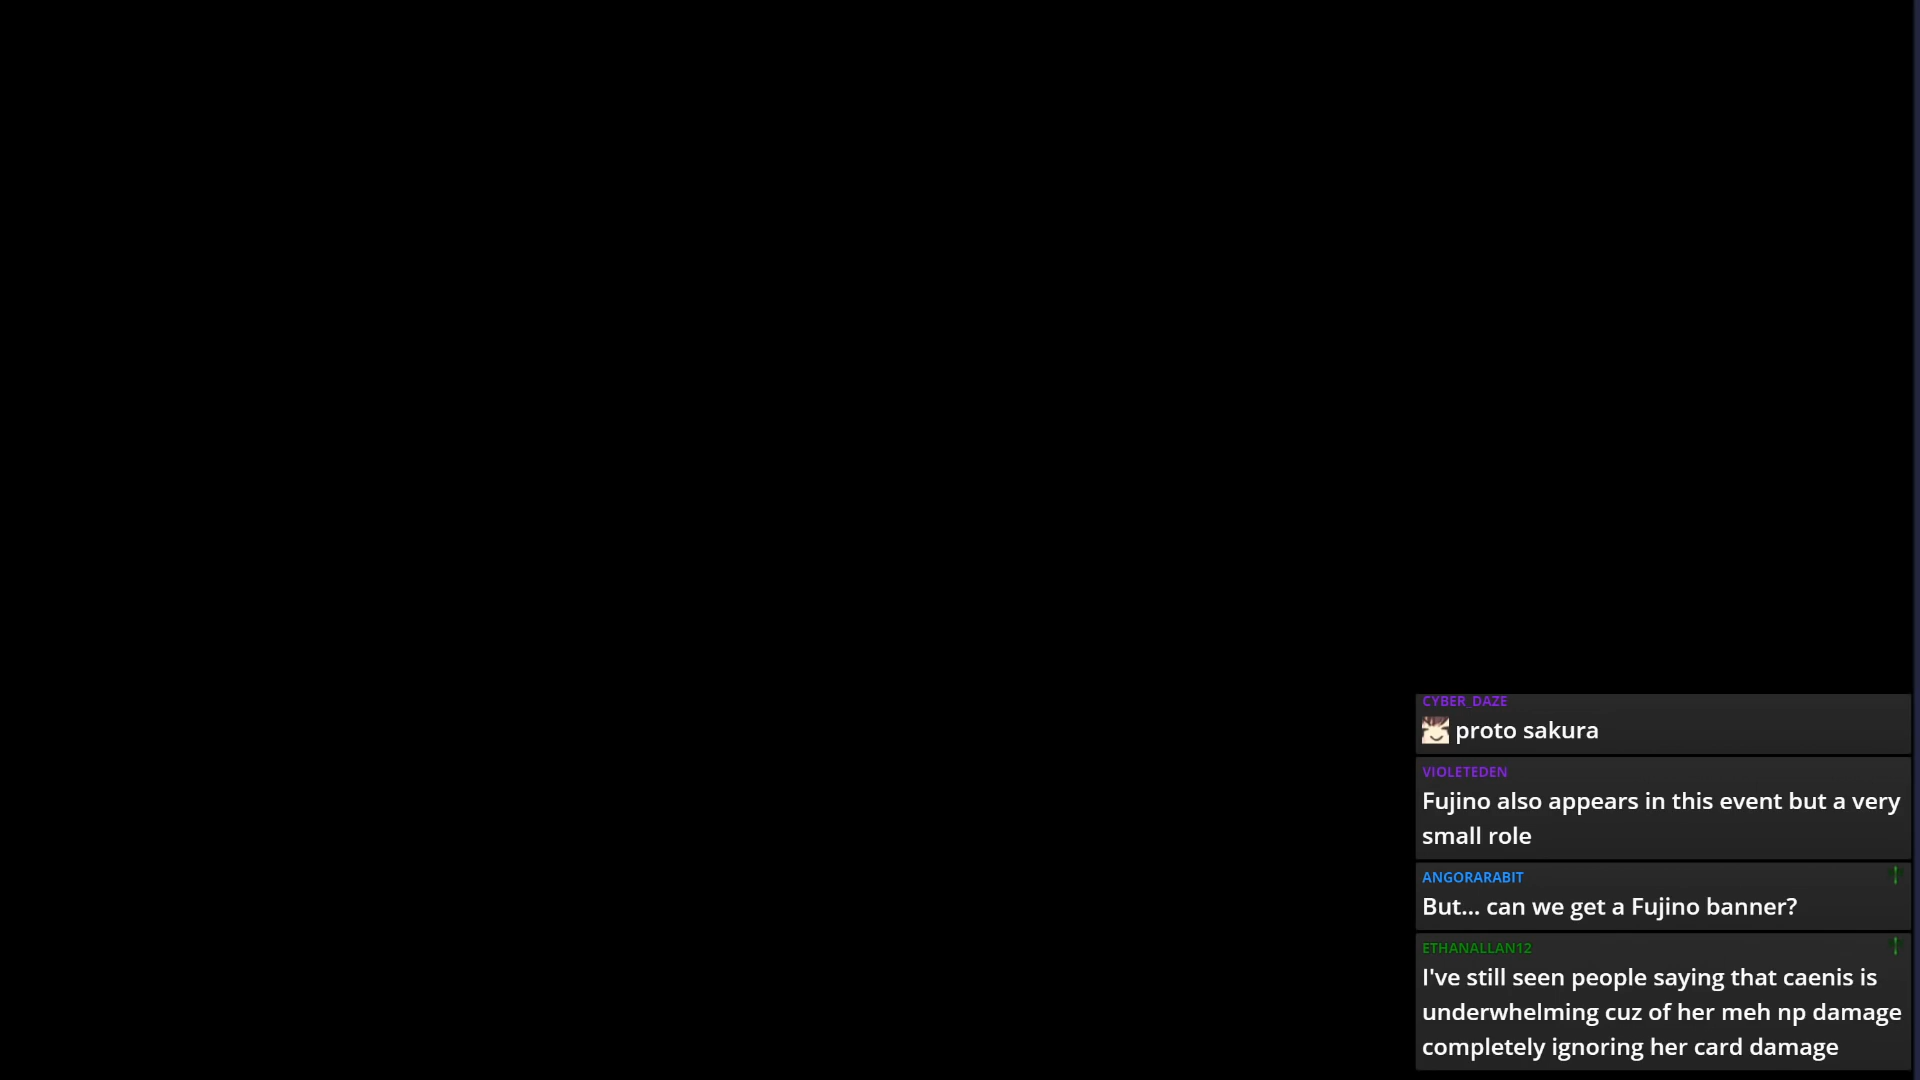 CYBER_DAZE
proto sakura
VIOLETEDEN
Fujino also appears in this event but a very
small role
ANGORARABIT
But... can we get a Fujino banner?
ETHANALLAN12
I've still seen people saying that caenis is
underwhelming cuz of her meh np damage
completely ignoring her card damage